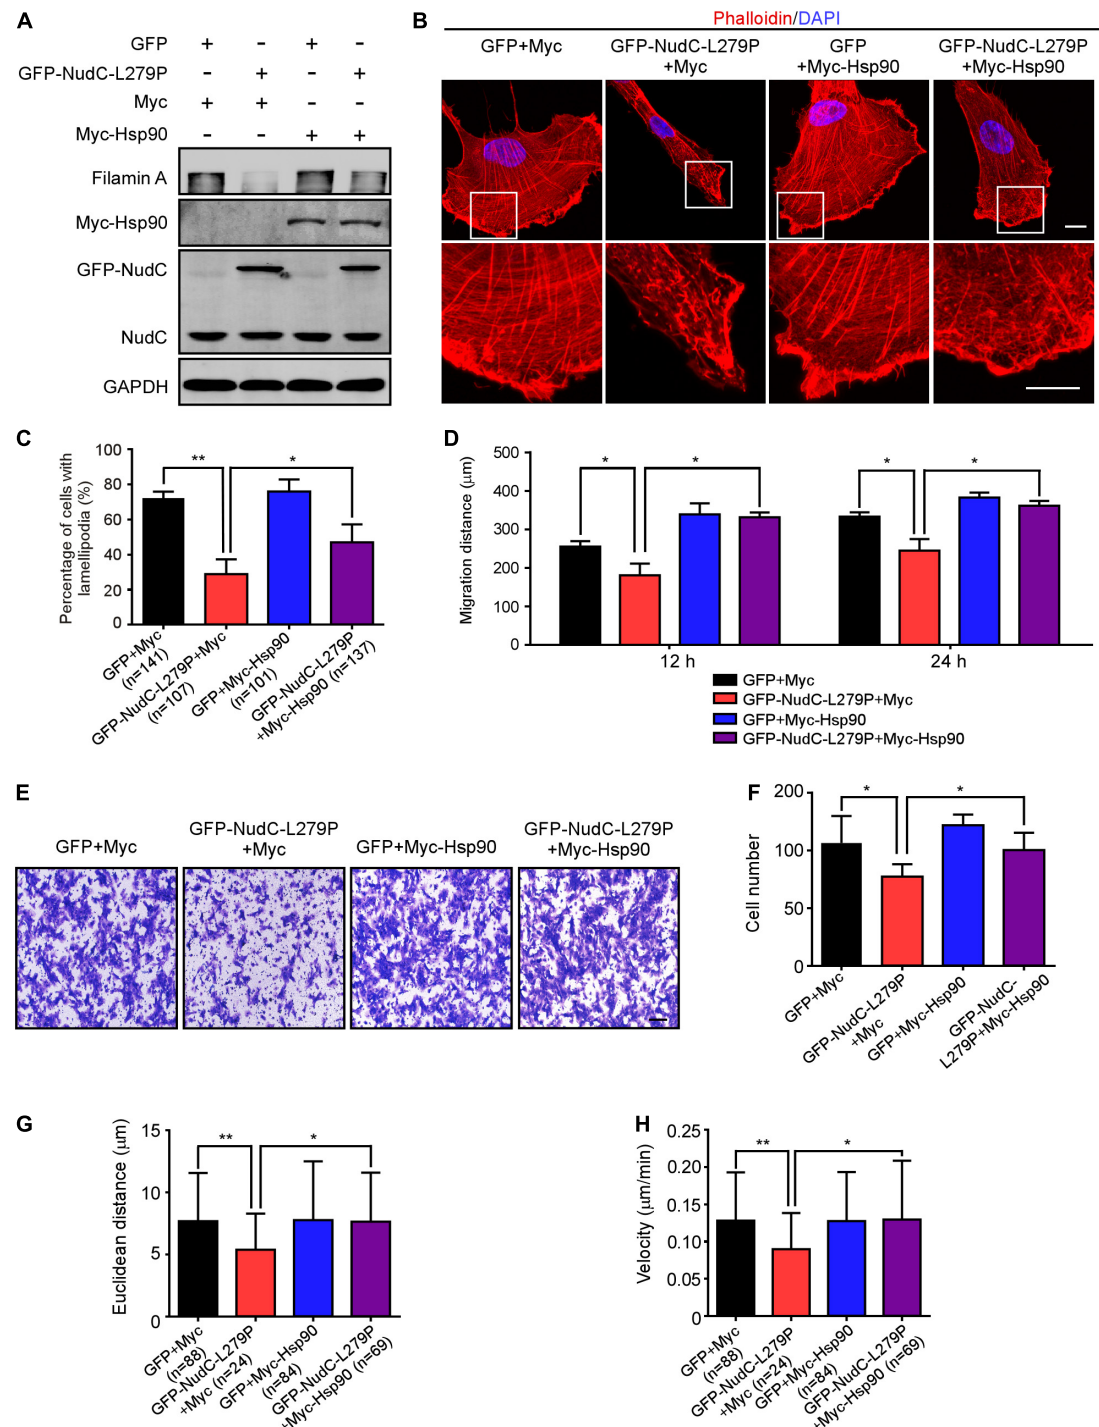 A
GFP + - + -
GFP-NudC-L279P - + - +
Myc + + - -
Myc-Hsp90 - - + +
Filamin A
Myc-Hsp90
GFP-NudC
NudC
GAPDH
B
Phalloidin/DAPI
GFP+Myc
GFP-NudC-L279P
+Myc
GFP
+Myc-Hsp90
GFP-NudC-L279P
+Myc-Hsp90
C
Percentage of cells with
lamellipodia (%)
100
80
60
40
20
0
**
*
GFP+Myc
(n=141)
GFP-NudC-L279P+Myc
(n=107)
GFP+Myc-Hsp90
(n=101)
GFP-NudC-L279P
+Myc-Hsp90 (n=137)
D
Migration distance (μm)
500
400
300
200
100
0
*
*
*
*
12 h
24 h
GFP+Myc
GFP-NudC-L279P+Myc
GFP+Myc-Hsp90
GFP-NudC-L279P+Myc-Hsp90
E
GFP+Myc
GFP-NudC-L279P
+Myc
GFP+Myc-Hsp90
GFP-NudC-L279P
+Myc-Hsp90
F
Cell number
200
100
50
0
*
*
GFP+Myc
GFP-NudC-L279P
+Myc
GFP+Myc-Hsp90
GFP-NudC-
L279P+Myc-Hsp90
G
Euclidean distance (μm)
15
10
5
0
**
*
GFP+Myc
(n=88)
GFP-NudC-L279P
+Myc (n=24)
GFP+Myc-Hsp90
(n=84)
GFP-NudC-L279P
+Myc-Hsp90 (n=69)
H
Velocity (μm/min)
0.25
0.20
0.15
0.10
0.05
0
**
*
GFP+Myc
(n=88)
GFP-NudC-L279P
+Myc (n=24)
GFP+Myc-Hsp90
(n=84)
GFP-NudC-L279P
+Myc-Hsp90 (n=69)